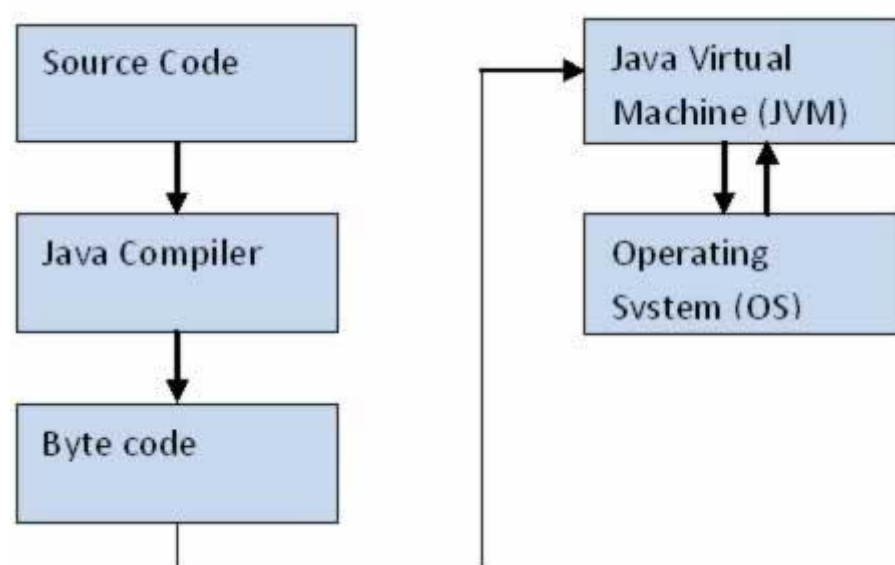 Source Code
Java Compiler
Byte code
Java Virtual
Machine (JVM)
Operating
System (OS)